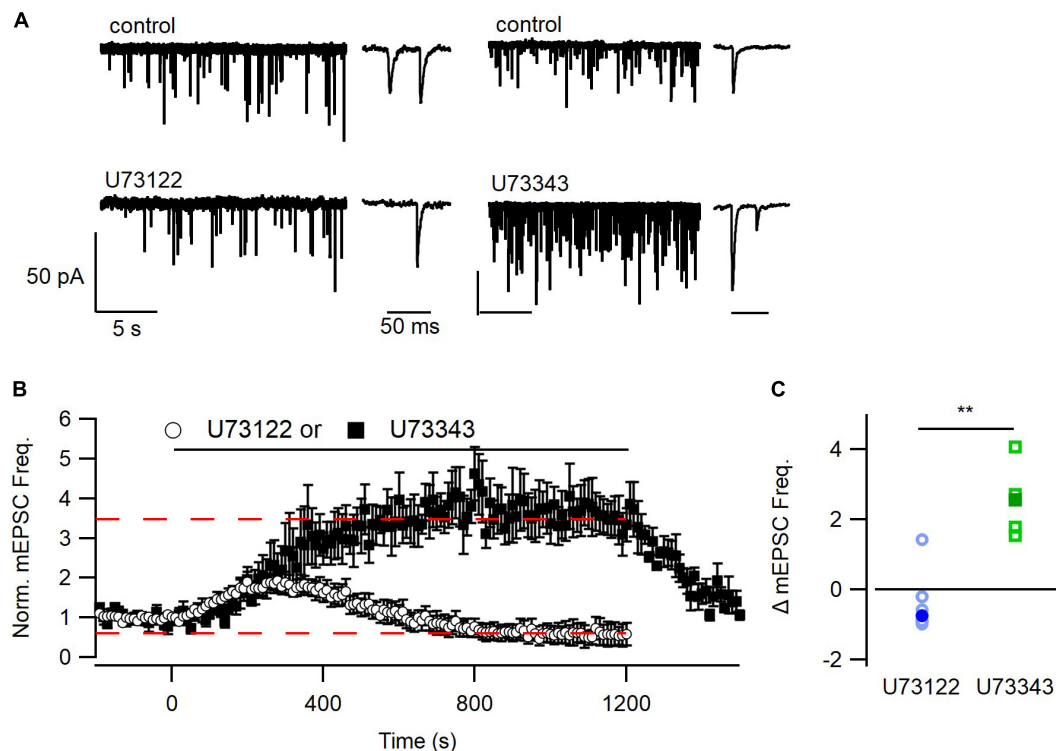 A
control
control
U73122
U73343
50 pA
5 s
50 ms
B
C
Norm. mEPSC Freq.
6
5
4
3
2
1
0
U73122 or U73343
0 400 800 1200
Time (s)
Δ mEPSC Freq.
**
4
2
0
-2
U73122 U73343